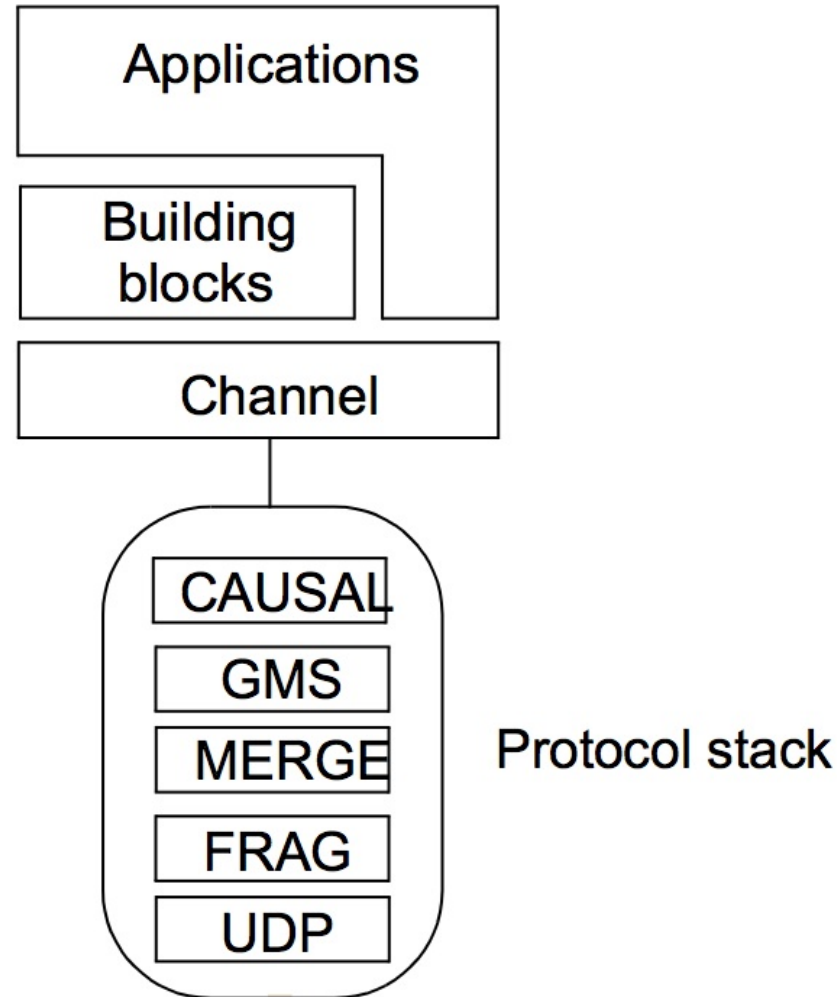 Applications
Building
blocks
Channel
CAUSAL
GMS
MERGE
Protocol stack
FRAG
UDP